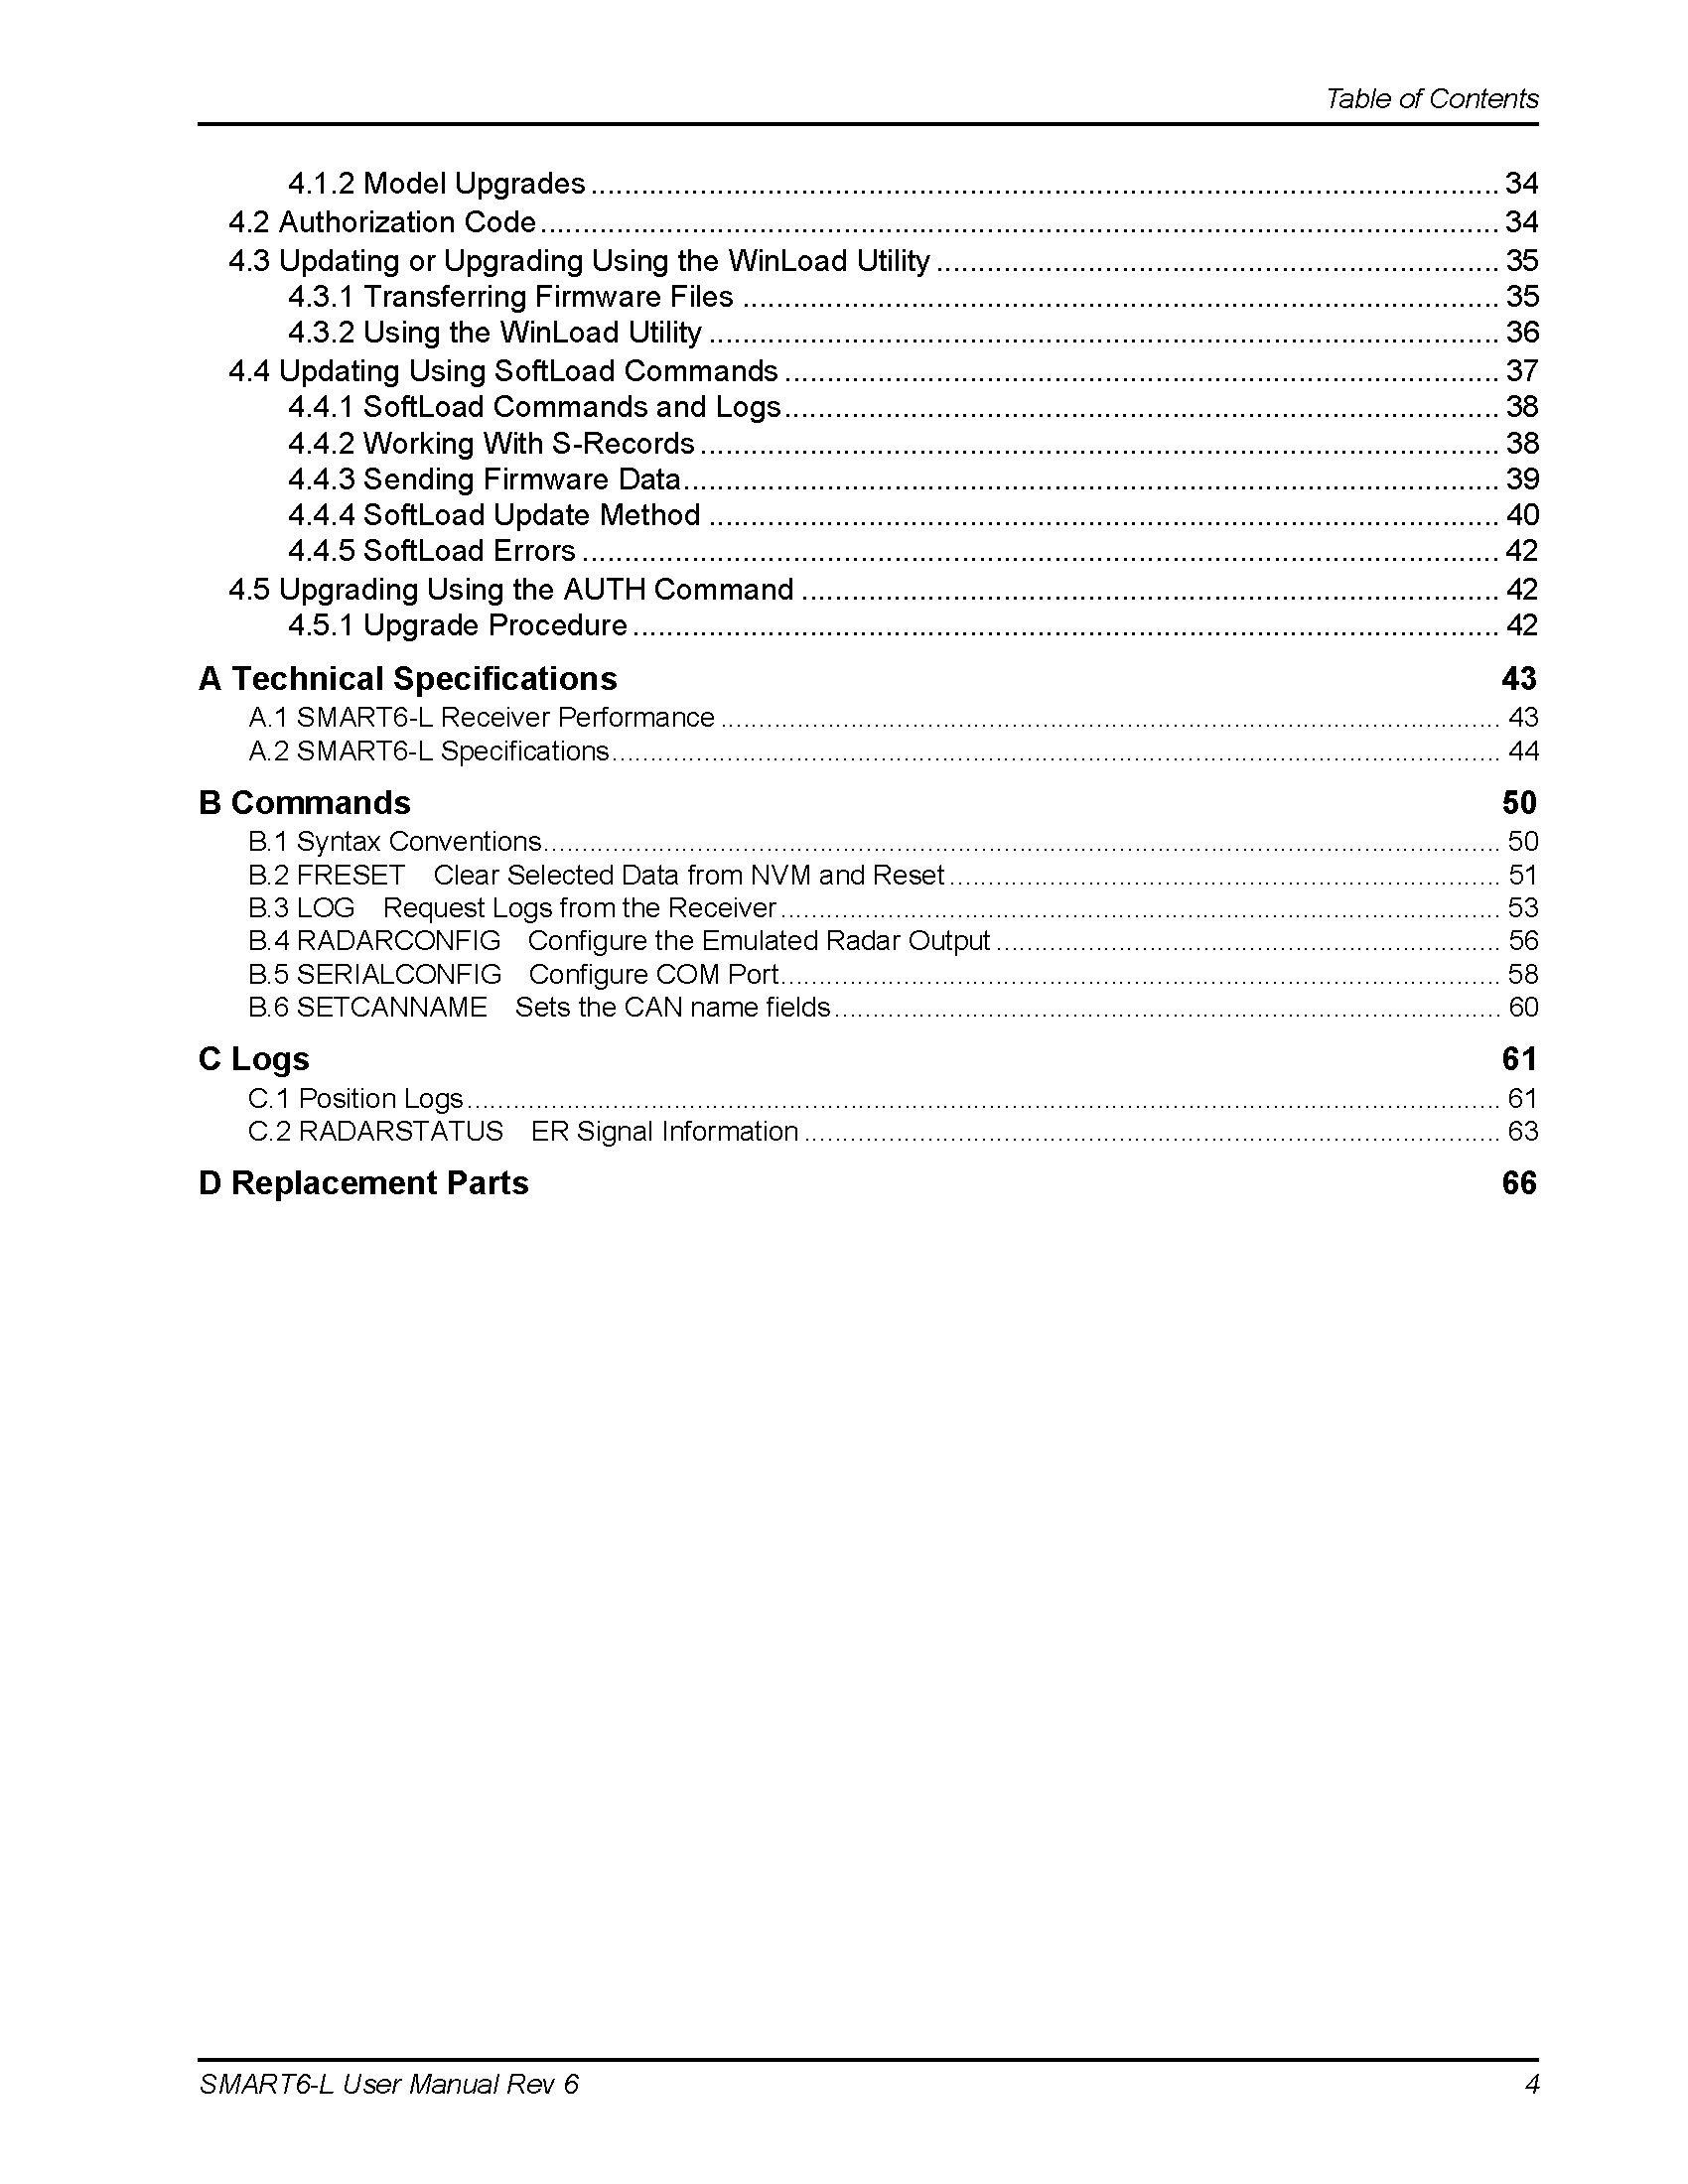 Table of Contents
4.1.2 Model Upgrades ........................................................................................................... 34
4.2 Authorization Code ................................................................................................................. 34
4.3 Updating or Upgrading Using the WinLoad Utility ................................................................... 35
4.3.1 Transferring Firmware Files .......................................................................................... 35
4.3.2 Using the WinLoad Utility .............................................................................................. 36
4.4 Updating Using SoftLoad Commands ..................................................................................... 37
4.4.1 SoftLoad Commands and Logs ..................................................................................... 38
4.4.2 Working With S-Records ............................................................................................... 38
4.4.3 Sending Firmware Data ................................................................................................. 39
4.4.4 SoftLoad Update Method .............................................................................................. 40
4.4.5 SoftLoad Errors ............................................................................................................. 42
4.5 Upgrading Using the AUTH Command ................................................................................... 42
4.5.1 Upgrade Procedure ....................................................................................................... 42
A Technical Specifications 43
A.1 SMART6-L Receiver Performance ....................................................................................................... 43
A.2 SMART6-L Specifications ..................................................................................................................... 44
B Commands 50
B.1 Syntax Conventions .............................................................................................................................. 50
B.2 FRESET Clear Selected Data from NVM and Reset ......................................................................... 51
B.3 LOG Request Logs from the Receiver ............................................................................................... 53
B.4 RADARCONFIG Configure the Emulated Radar Output ................................................................... 56
B.5 SERIALCONFIG Configure COM Port ............................................................................................... 58
B.6 SETCANNAME Sets the CAN name fields ........................................................................................ 60
C Logs 61
C.1 Position Logs ........................................................................................................................................ 61
C.2 RADARSTATUS ER Signal Information ............................................................................................ 63
D Replacement Parts 66
SMART6-L User Manual Rev 6 4